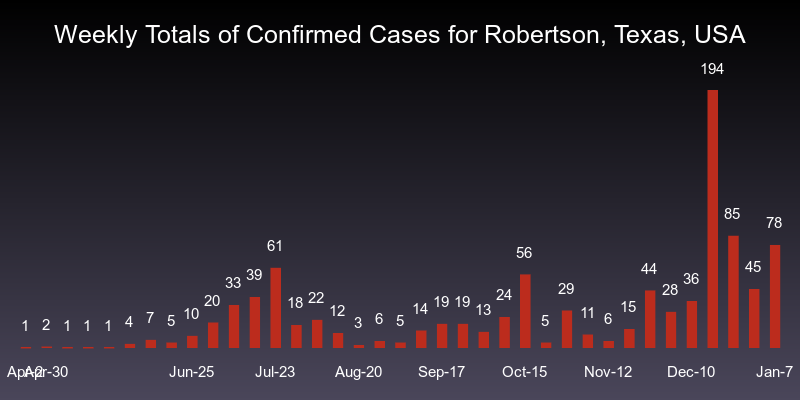 Weekly Totals of Confirmed Cases for Robertson, Texas, USA
1 2 1 1 1 4 7 5 10 20 33 39 61 18 22 12 3 6 5 14 19 19 13 24 56 5 29 11 6 15 44 28 36 194 85 45 78
Apr-30 Jun-25 Jul-23 Aug-20 Sep-17 Oct-15 Nov-12 Dec-10 Jan-7